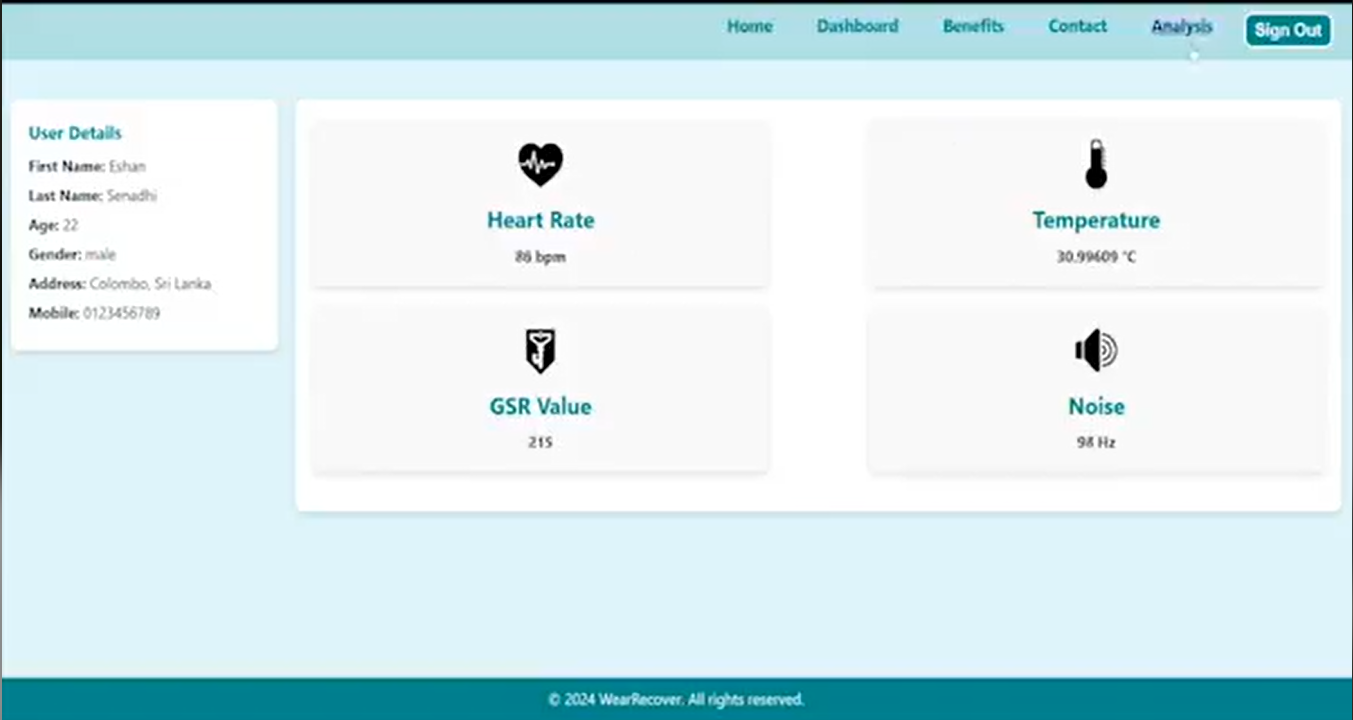 Home Dashboard Benefits Contact Analysis Sign Out
User Details
First Name: Eshan
Last Name: Senadhi
Age: 22
Gender: male
Address: Colombo, Sri Lanka
Mobile: 0123456789
Heart Rate
86 bpm
Temperature
30.99609 °C
GSR Value
215
Noise
98 Hz
© 2024 WearRecover. All rights reserved.